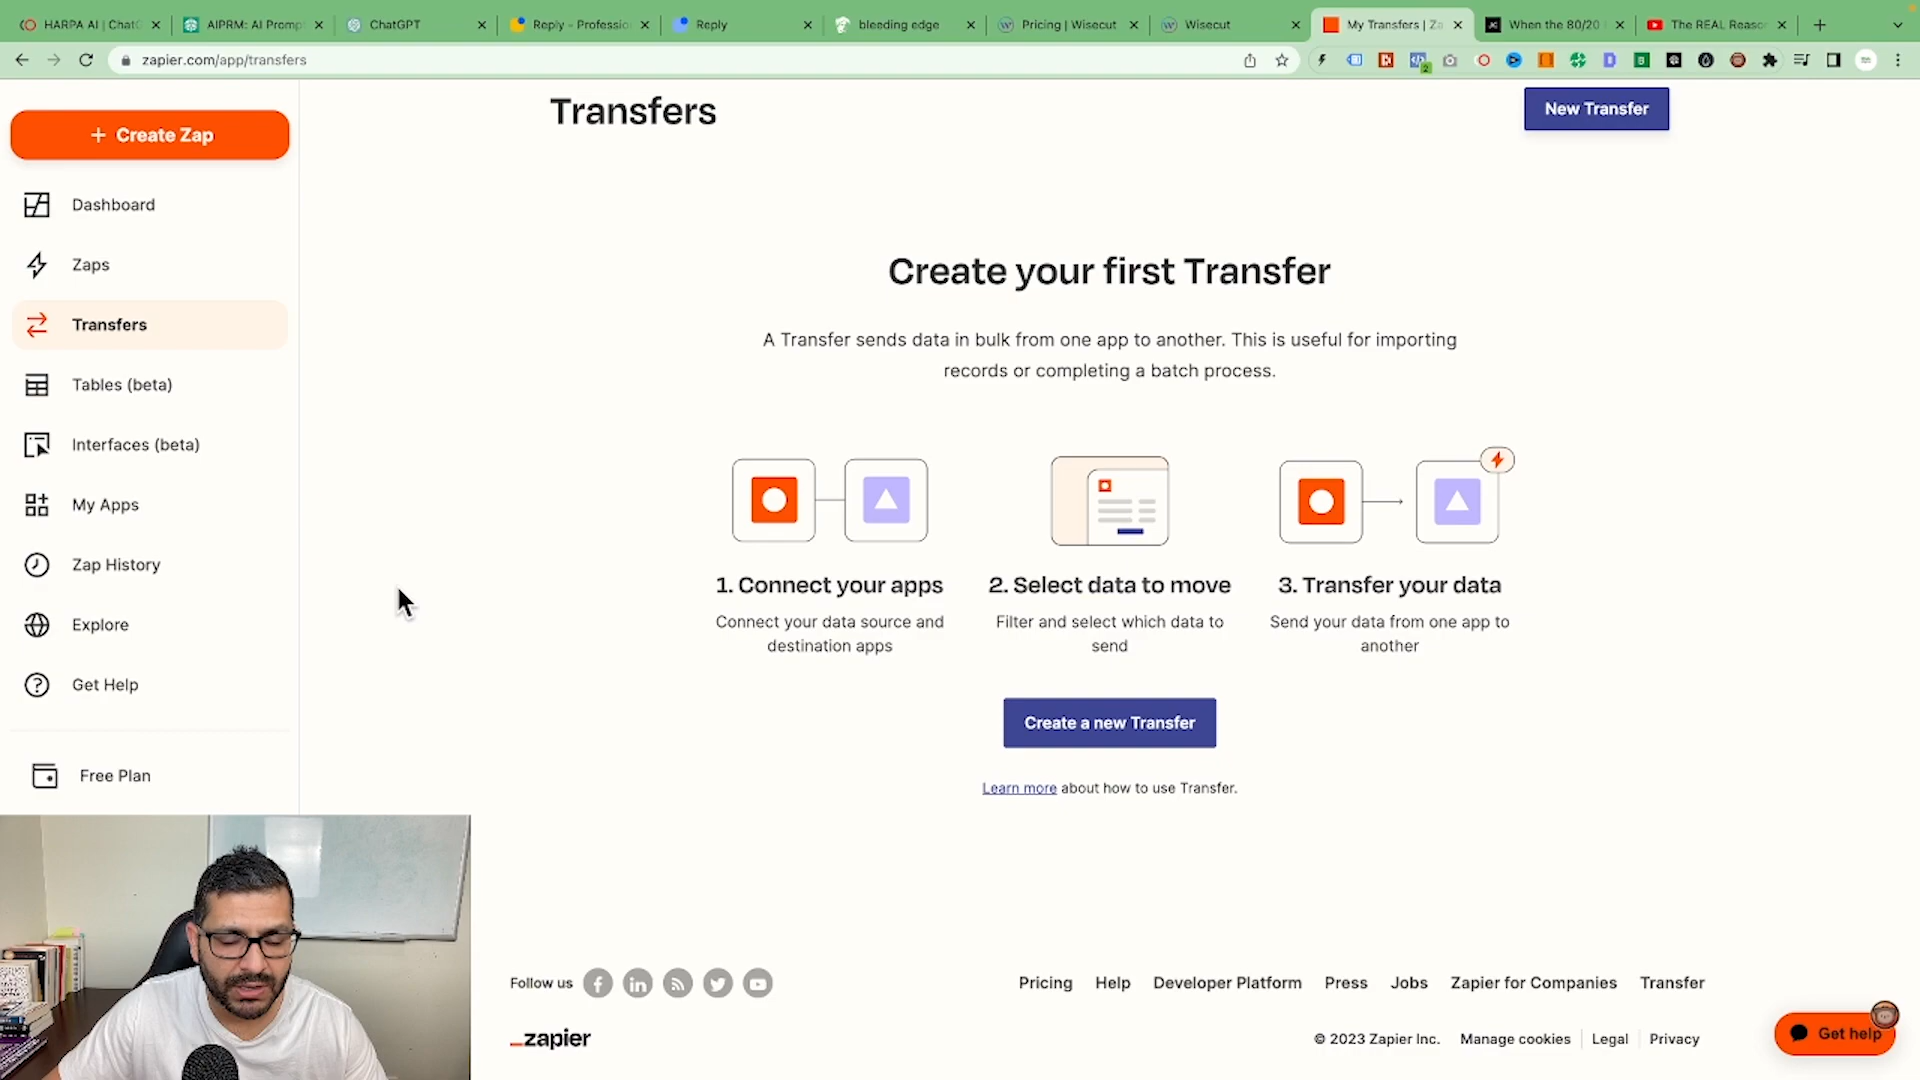 HARPA AI | ChatG
AIPRM: AI Promp
ChatGPT
Reply - Professio
Reply
bleeding edge
Pricing | Wisecut
Wisecut
My Transfers | Za
When the 80/20
The REAL Reaso
zapier.com/app/transfers
+ Create Zap
Dashboard
Zaps
Transfers
Tables (beta)
Interfaces (beta)
My Apps
Zap History
Explore
Get Help
Free Plan
Transfers
New Transfer
Create your first Transfer
A Transfer sends data in bulk from one app to another. This is useful for importing
records or completing a batch process.
1. Connect your apps
Connect your data source and
destination apps
2. Select data to move
Filter and select which data to
send
3. Transfer your data
Send your data from one app to
another
Create a new Transfer
Learn more about how to use Transfer.
Follow us
Pricing Help Developer Platform Press Jobs Zapier for Companies Transfer
_zapier
© 2023 Zapier Inc. Manage cookies Legal Privacy
Get help